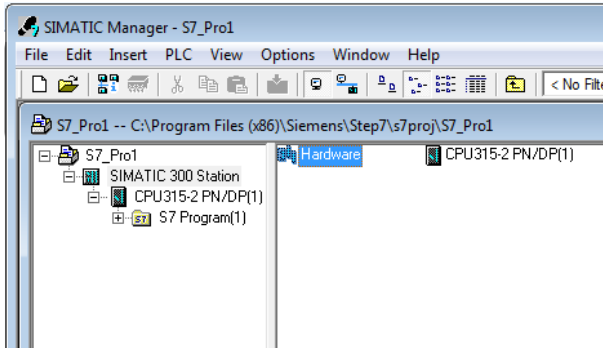 SIMATIC Manager - S7_Pro1
File Edit Insert PLC View Options Window Help
< No Filte
S7_Pro1 -- C:\Program Files (x86)\Siemens\Step7\s7proj\S7_Pro1
S7_Pro1
SIMATIC 300 Station
CPU315-2 PN/DP(1)
S7 Program(1)
Hardware CPU315-2 PN/DP(1)